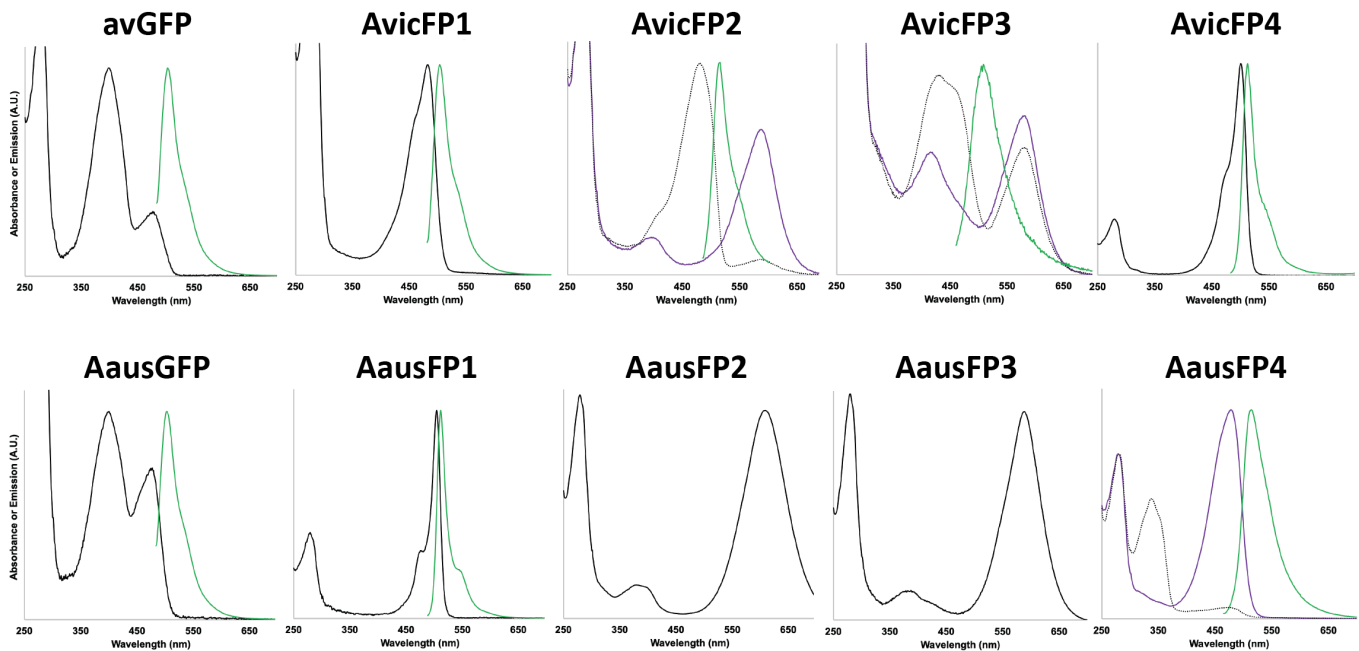 avGFP AvicFP1 AvicFP2 AvicFP3 AvicFP4
Absorbance or Emission (A.U.)
250 350 450 550 650 250 350 450 550 650 250 350 450 550 650 250 350 450 550 650 250 350 450 550 650
Wavelength (nm) Wavelength (nm) Wavelength (nm) Wavelength (nm) Wavelength (nm)
AausGFP AausFP1 AausFP2 AausFP3 AausFP4
Absorbance or Emission (A.U.)
250 350 450 550 650 250 350 450 550 650 250 350 450 550 650 250 350 450 550 650 250 350 450 550 650
Wavelength (nm) Wavelength (nm) Wavelength (nm) Wavelength (nm) Wavelength (nm)